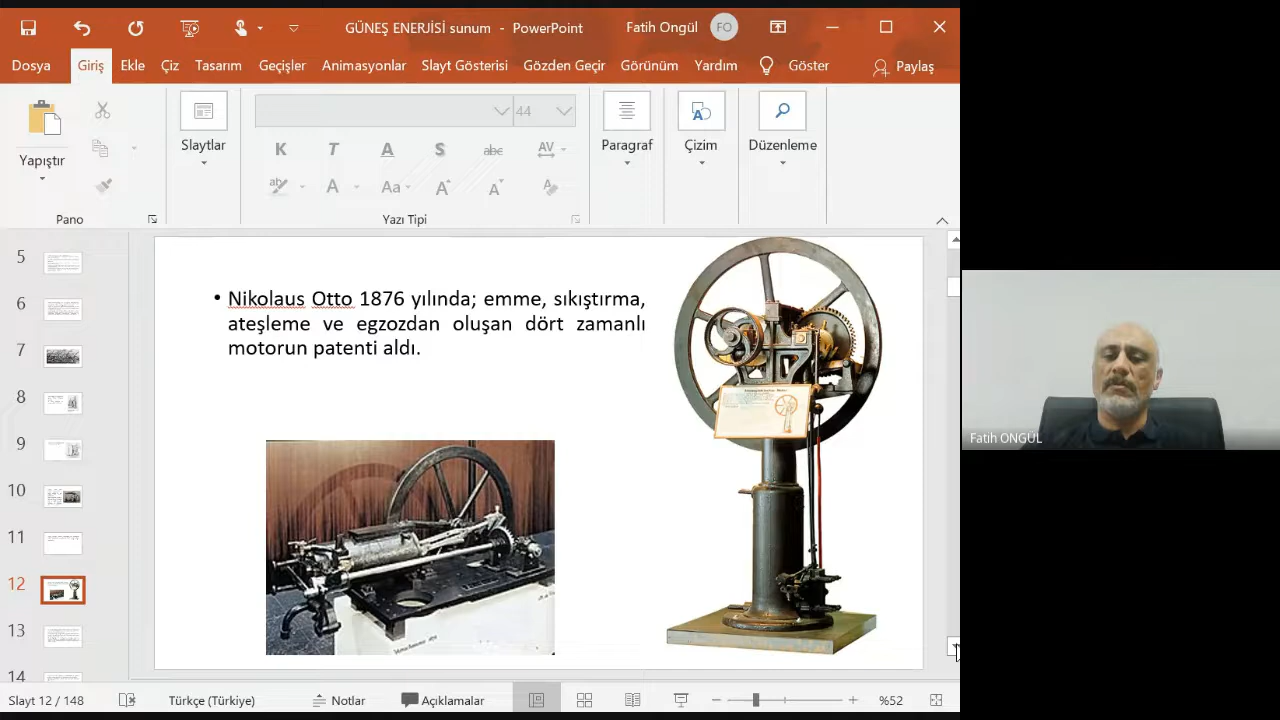 GÜNEŞ ENERJİSİ sunum - PowerPoint
Fatih Ongül
FO
Dosya
Giriş
Ekle
Çiz
Tasarım
Geçişler
Animasyonlar
Slayt Gösterisi
Gözden Geçir
Görünüm
Yardım
Göster
Paylaş
Yapıştır
Slaytlar
44
K
T
A
S
abc
AV
ab
A
Aa
A
A
A
Paragraf
Çizim
Düzenleme
Pano
Yazı Tipi
5
6
7
8
9
10
11
12
13
14
• Nikolaus Otto 1876 yılında; emme, sıkıştırma,
ateşleme ve egzozdan oluşan dört zamanlı
motorun patenti aldı.
Fatih ONGÜL
Slayt 12 / 148
Türkçe (Türkiye)
Notlar
Açıklamalar
%52